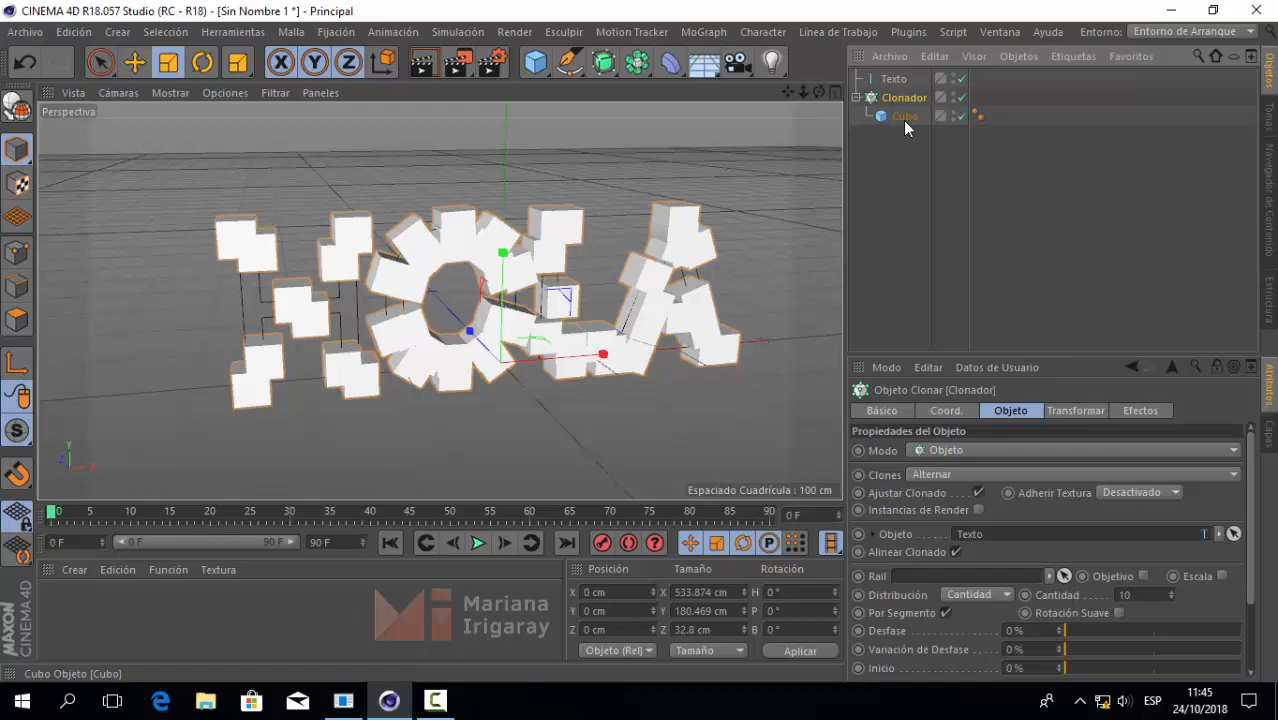 CINEMA 4D R18.057 Studio (RC - R18) - [Sin Nombre 1 *] - Principal
Archivo Edición Crear Selección Herramientas Malla Fijación Animación Simulación Render Esculpir Motion Tracker MoGraph Character Línea de Trabajo Plugins Script Ventana Ayuda Entorno: Entorno de Arranque
X Y Z
Archivo Editar Visor Objetos Etiquetas Favoritos
Texto
Clonador
Cubo
Objetos
Tomas
Navegador de Contenidos
Estructura
Vista Cámaras Mostrar Opciones Filtrar Paneles
Perspectiva
Y
Z X
Espaciado Cuadrícula : 100 cm
Modo Editar Datos de Usuario
Objeto Clonar [Clonador]
Básico Coord. Objeto Transformar Efectos
Propiedades del Objeto
Modo Objeto
Clones Alternar
Ajustar Clonado Adherir Textura Desactivado
Instancias de Render
Objeto Texto
Alinear Clonado
Rail Objetivo Escala
Distribución Cantidad Cantidad 10
Por Segmento Rotación Suave
Desfase 0 %
Variación de Desfase 0 %
Inicio 0 %
Atributos
Capas
0 5 10 15 20 25 30 35 40 45 50 55 60 65 70 75 80 85 90 0 F
0 F 0 F 90 F 90 F
Crear Edición Función Textura
Posición Tamaño Rotación
X 0 cm X 533.874 cm H 0 °
Y 0 cm Y 180.469 cm P 0 °
Z 0 cm Z 32.8 cm B 0 °
Objeto (Rel) Tamaño Aplicar
Mariana
Irigaray
MAXON
CINEMA 4D
Cubo Objeto [Cubo]
ESP
11:45
24/10/2018